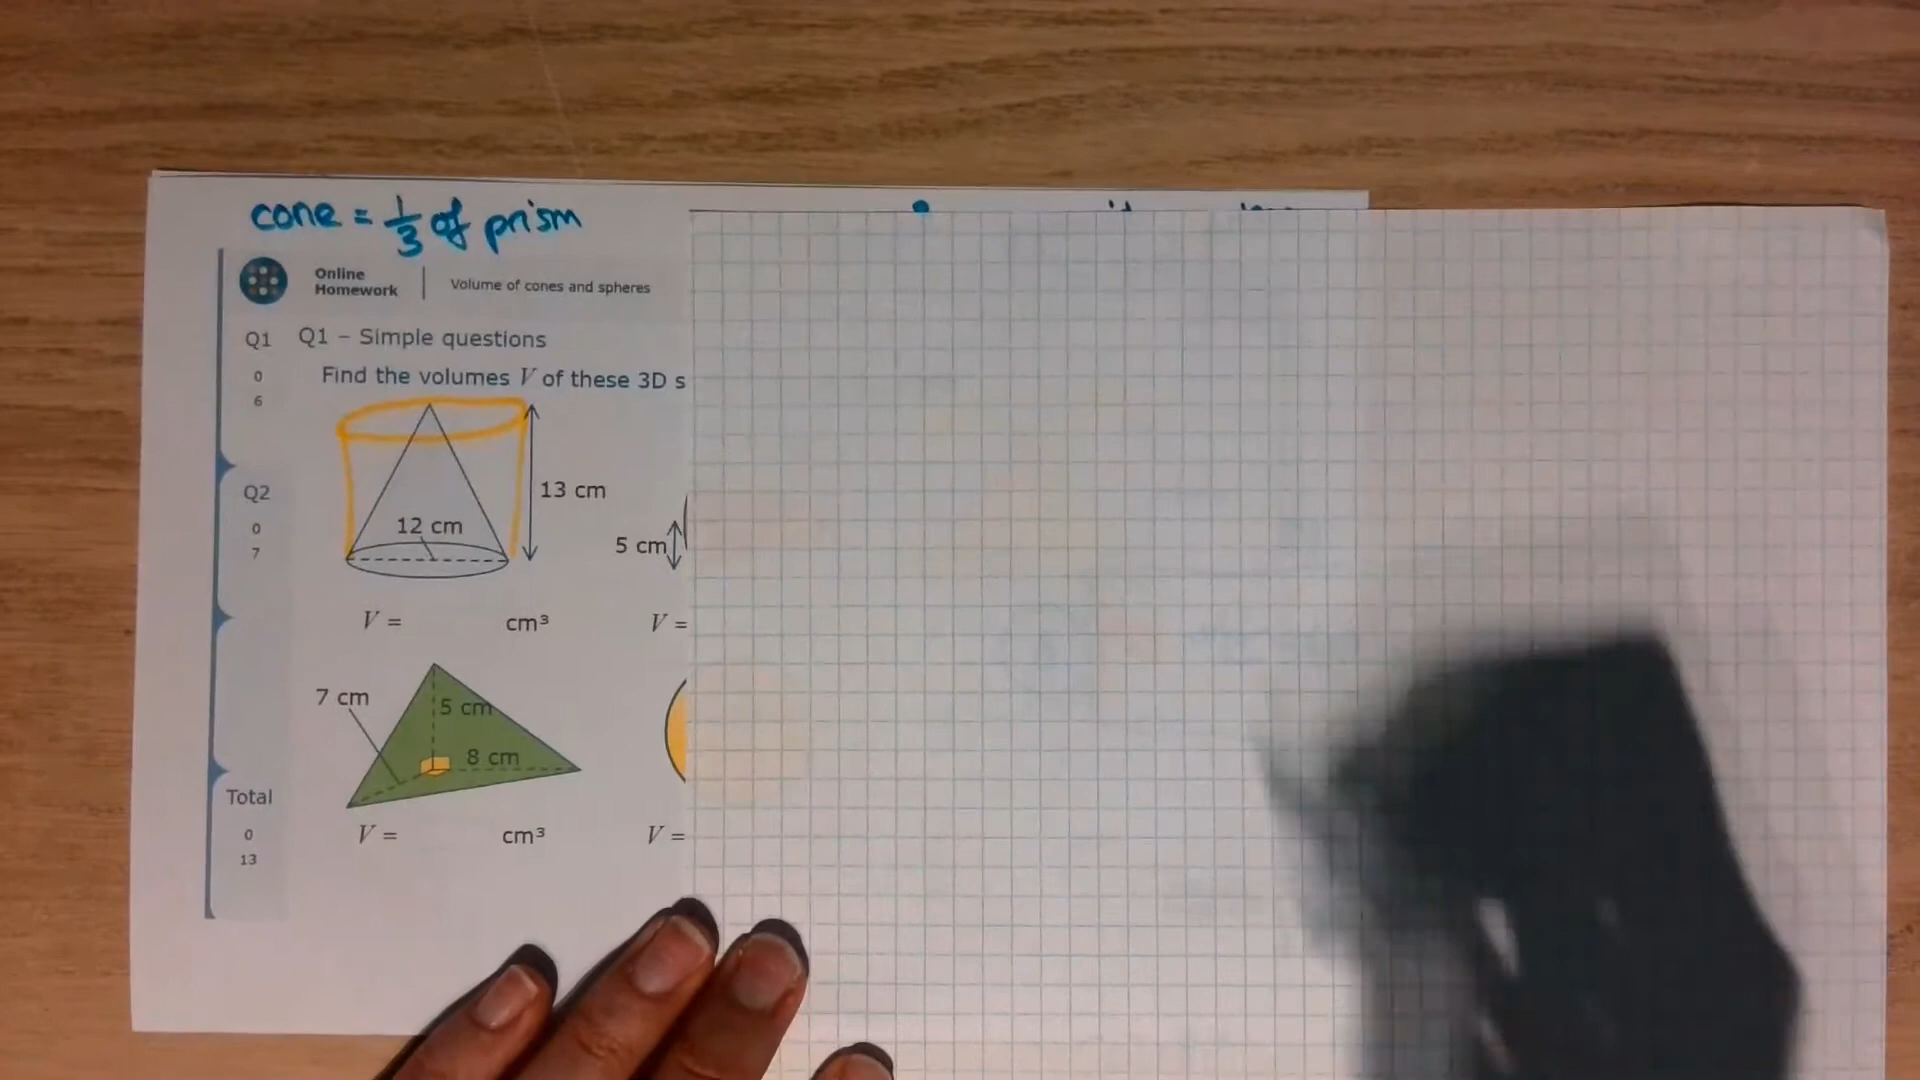 cone = 1/3 of prism
Online Homework
Volume of cones and spheres
Q1
Q1 – Simple questions
0
6
Find the volumes V of these 3D s
13 cm
12 cm
5 cm
Q2
0
7
V = cm³
V =
7 cm
5 cm
8 cm
Total
0
13
V = cm³
V =